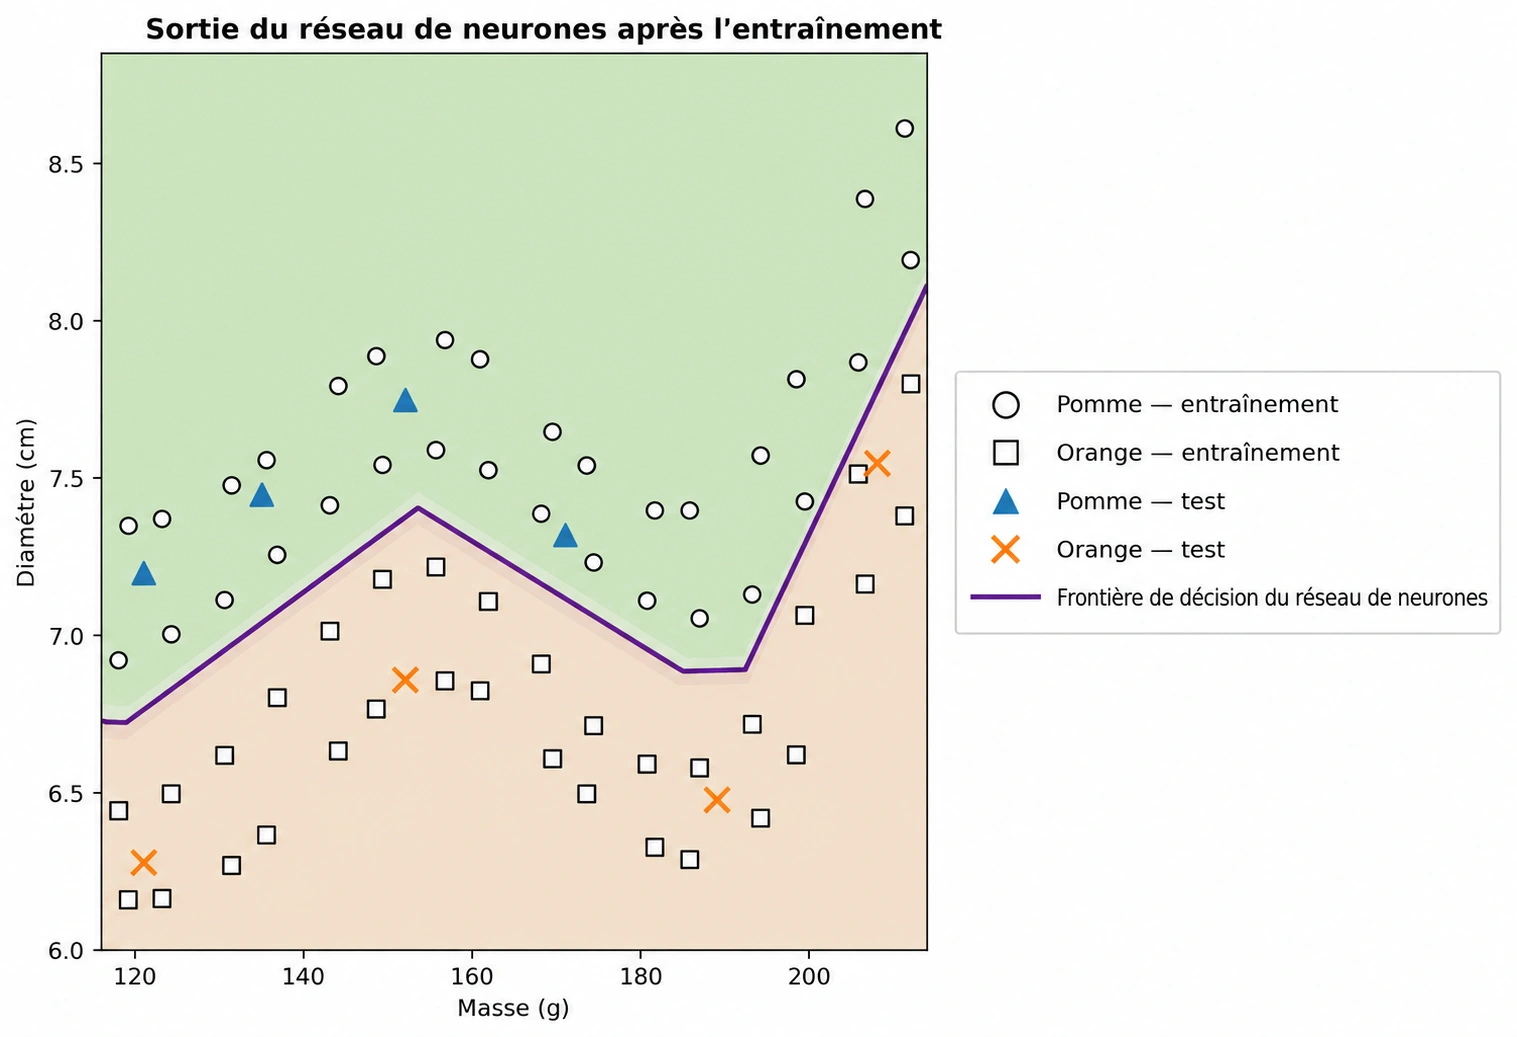 Sortie du réseau de neurones après l’entraînement
8.5
8.0
7.5
7.0
6.5
6.0
Diamétre (cm)
120 140 160 180 200
Masse (g)
Pomme — entraînement
Orange — entraînement
Pomme — test
Orange — test
Frontière de décision du réseau de neurones